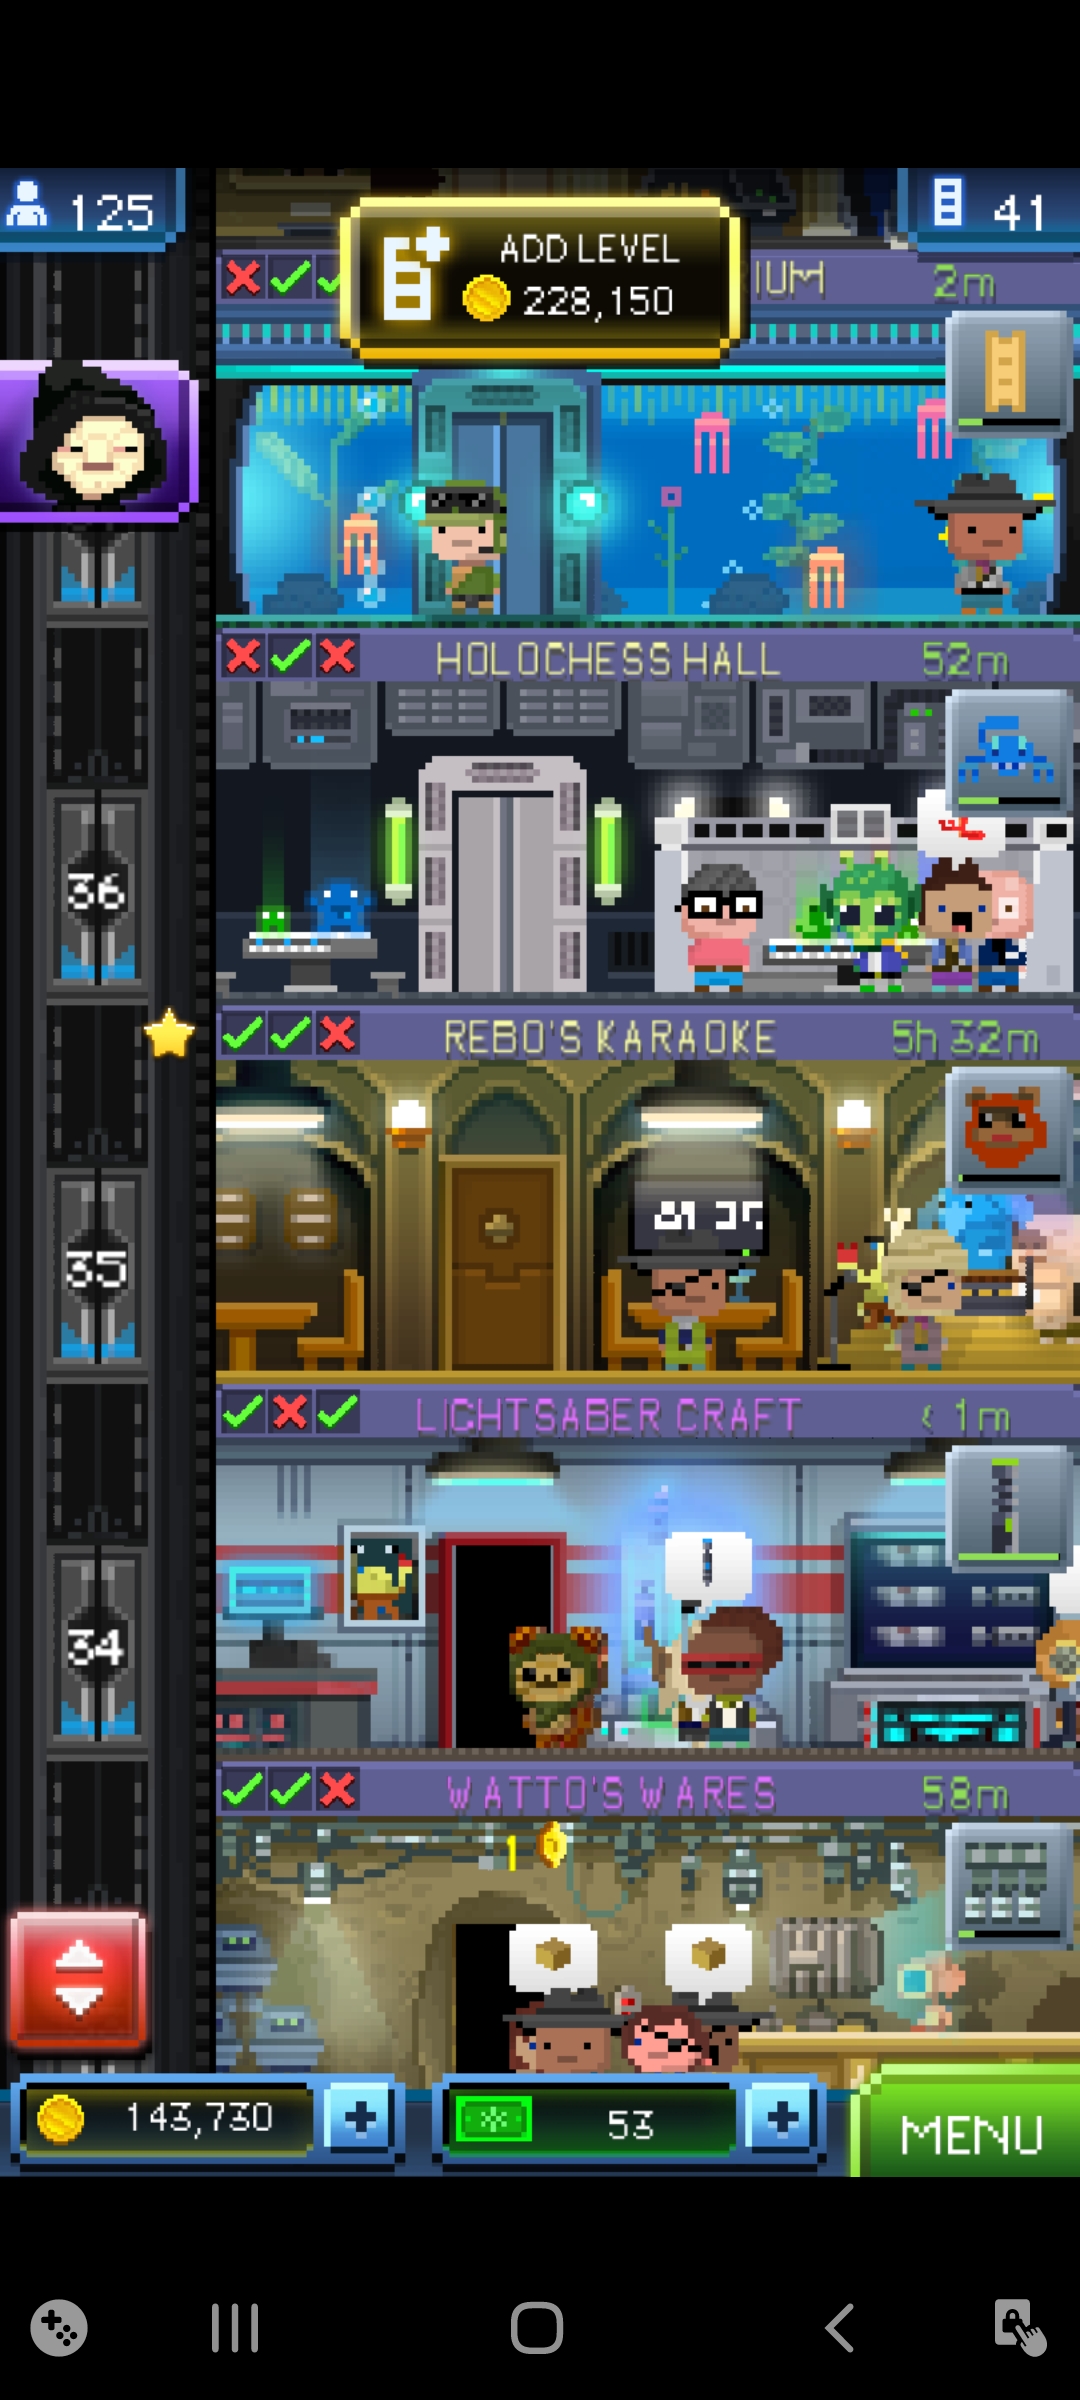 125
ADD LEVEL
228,150
41
IUM
2m
HOLOCHESS HALL
52m
36
REBO'S KARAOKE
5h 32m
35
LIGHTSABER CRAFT
< 1m
34
WATTO'S WARES
58m
1
143,730
53
MENU